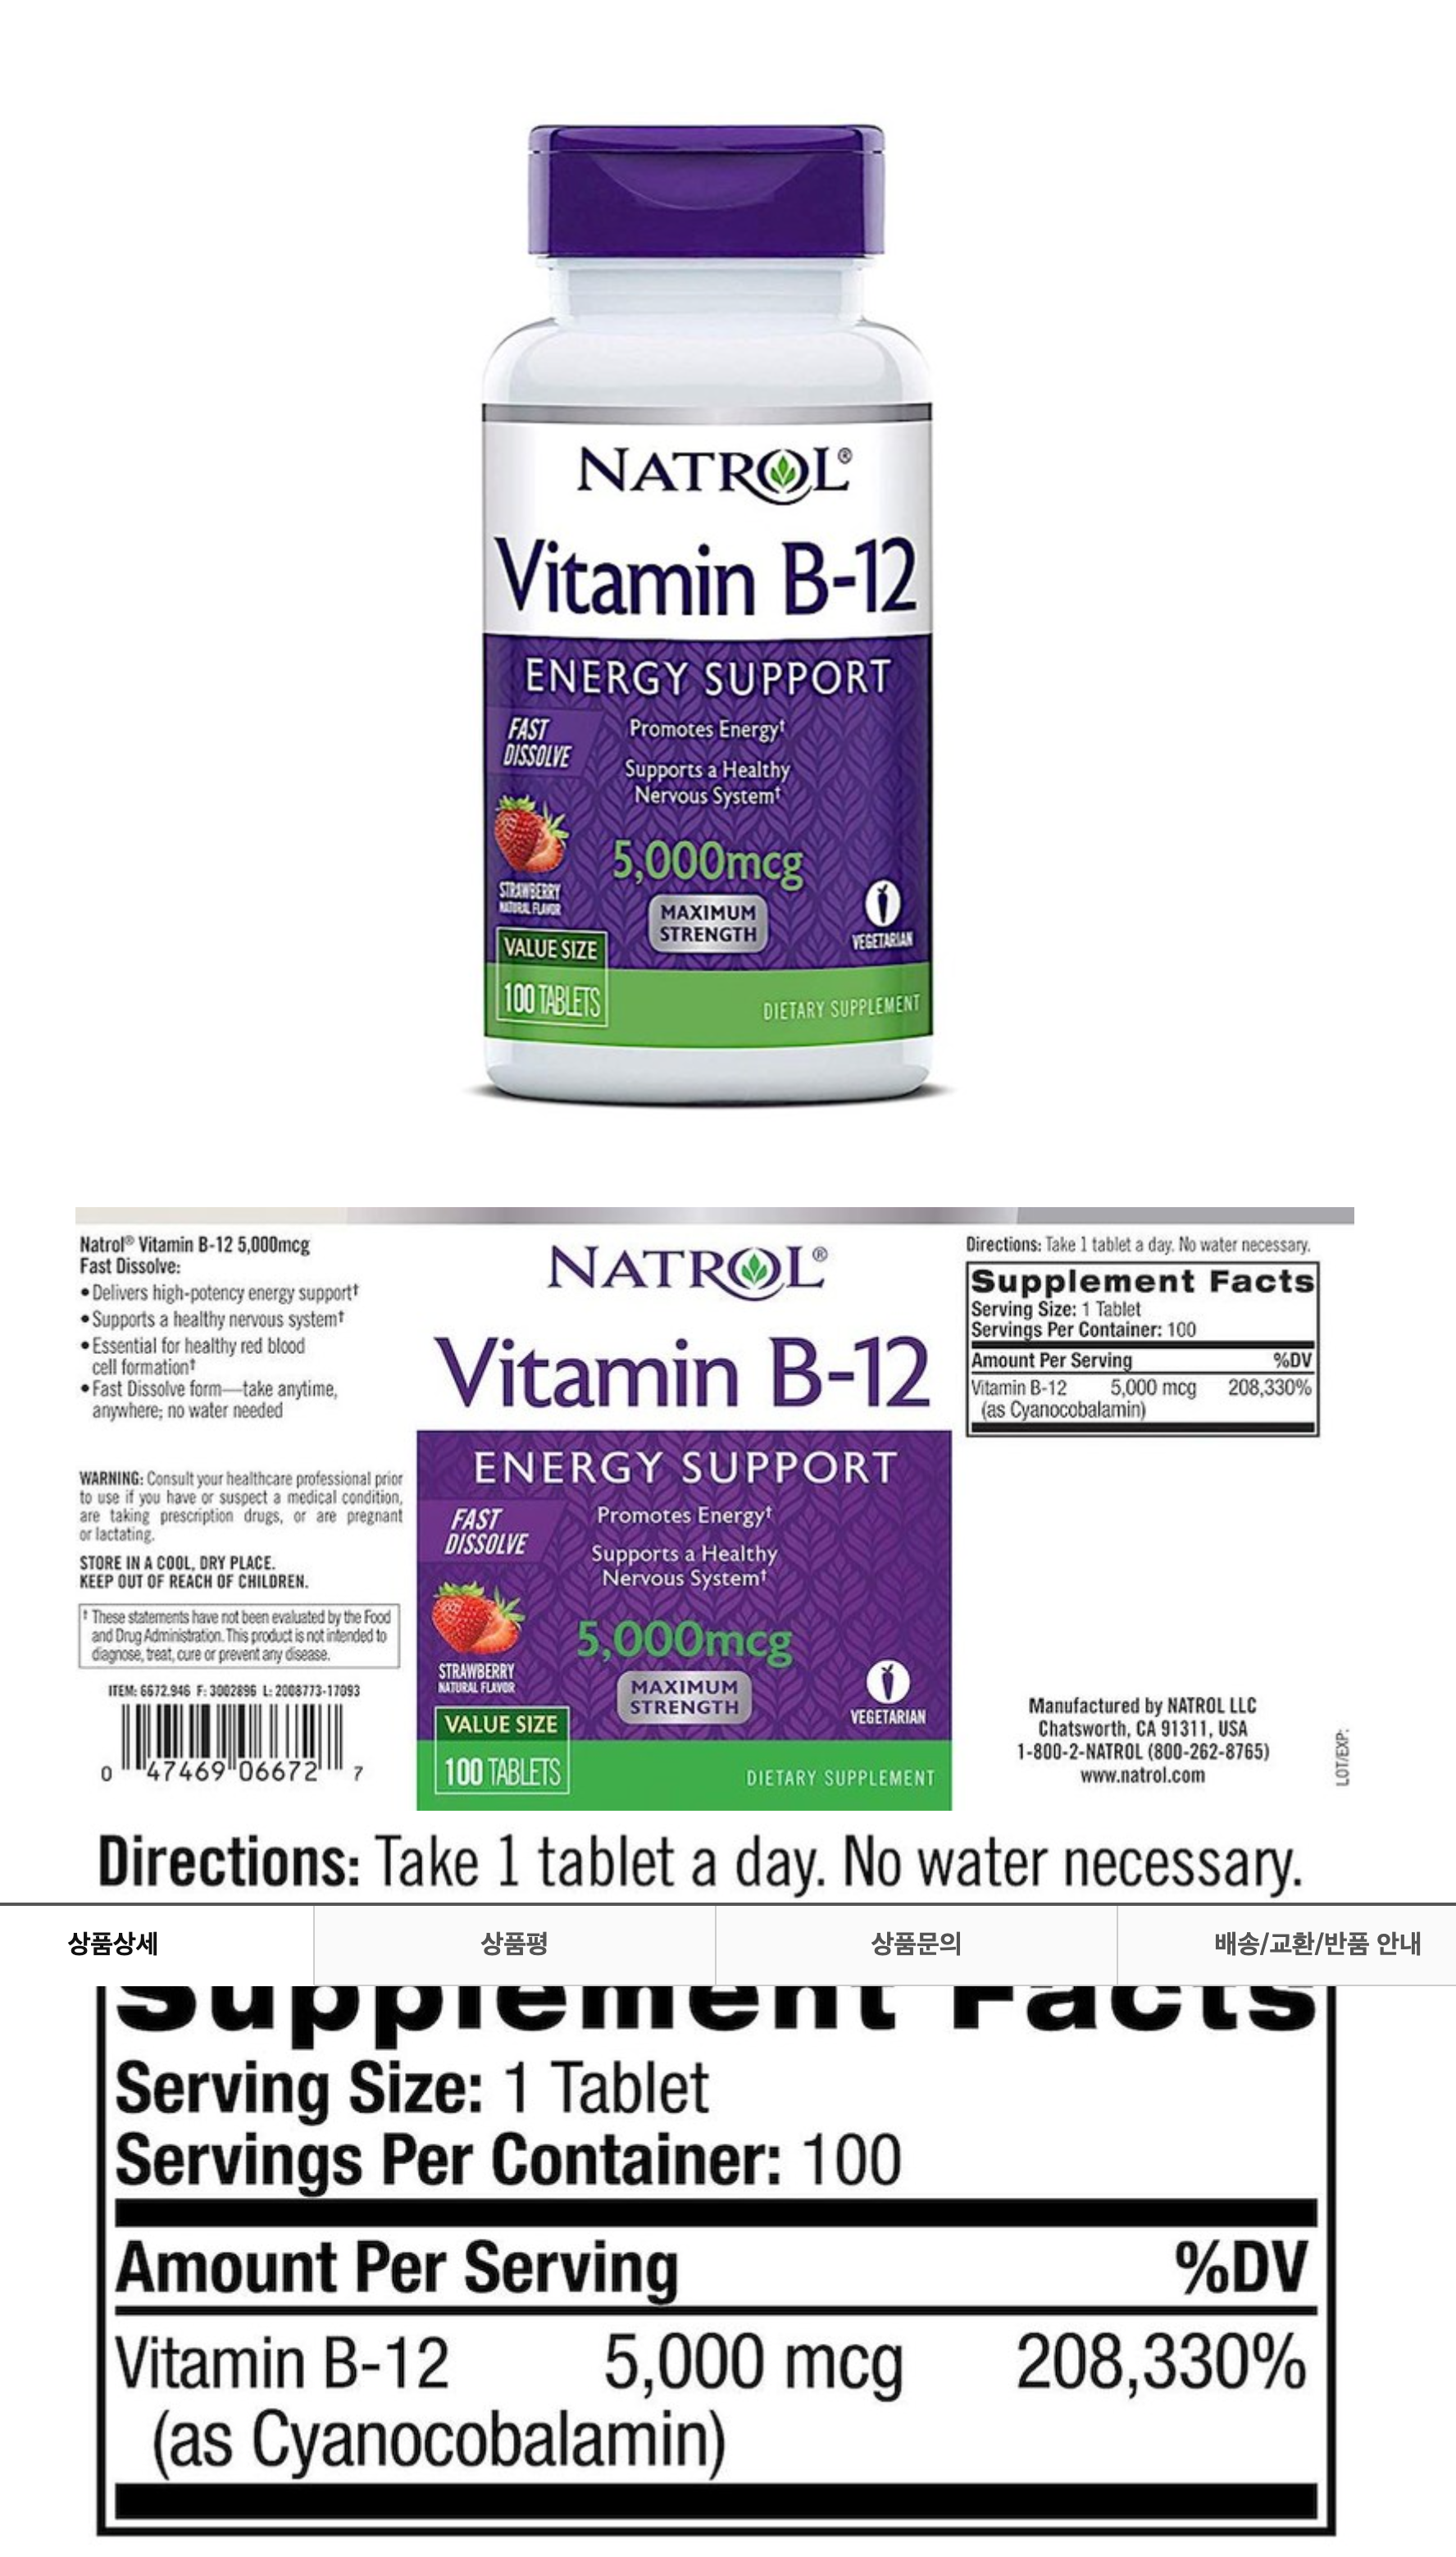 NATROL®
Vitamin B-12
ENERGY SUPPORT
FAST
DISSOLVE
Promotes Energy†
Supports a Healthy
Nervous System†
5,000mcg
STRAWBERRY
NATURAL FLAVOR
MAXIMUM
STRENGTH
VEGETARIAN
VALUE SIZE
100 TABLETS
DIETARY SUPPLEMENT
Natrol® Vitamin B-12 5,000mcg
Fast Dissolve:
• Delivers high-potency energy support†
• Supports a healthy nervous system†
• Essential for healthy red blood
cell formation†
• Fast Dissolve form—take anytime,
anywhere; no water needed
WARNING: Consult your healthcare professional prior
to use if you have or suspect a medical condition,
are taking prescription drugs, or are pregnant
or lactating.
STORE IN A COOL, DRY PLACE.
KEEP OUT OF REACH OF CHILDREN.
† These statements have not been evaluated by the Food
and Drug Administration. This product is not intended to
diagnose, treat, cure or prevent any disease.
ITEM: 6672.946 F: 3002896 L: 2008773-17093
0 47469 06672 7
NATROL®
Vitamin B-12
ENERGY SUPPORT
FAST
DISSOLVE
Promotes Energy†
Supports a Healthy
Nervous System†
5,000mcg
STRAWBERRY
NATURAL FLAVOR
MAXIMUM
STRENGTH
VEGETARIAN
VALUE SIZE
100 TABLETS
DIETARY SUPPLEMENT
Directions: Take 1 tablet a day. No water necessary.
Supplement Facts
Serving Size: 1 Tablet
Servings Per Container: 100
Amount Per Serving %DV
Vitamin B-12 5,000 mcg 208,330%
(as Cyanocobalamin)
Manufactured by NATROL LLC
Chatsworth, CA 91311, USA
1-800-2-NATROL (800-262-8765)
www.natrol.com
LOT/EXP:
Directions: Take 1 tablet a day. No water necessary.
상품상세 상품평 상품문의 배송/교환/반품 안내
Supplement Facts
Serving Size: 1 Tablet
Servings Per Container: 100
Amount Per Serving %DV
Vitamin B-12 5,000 mcg 208,330%
(as Cyanocobalamin)